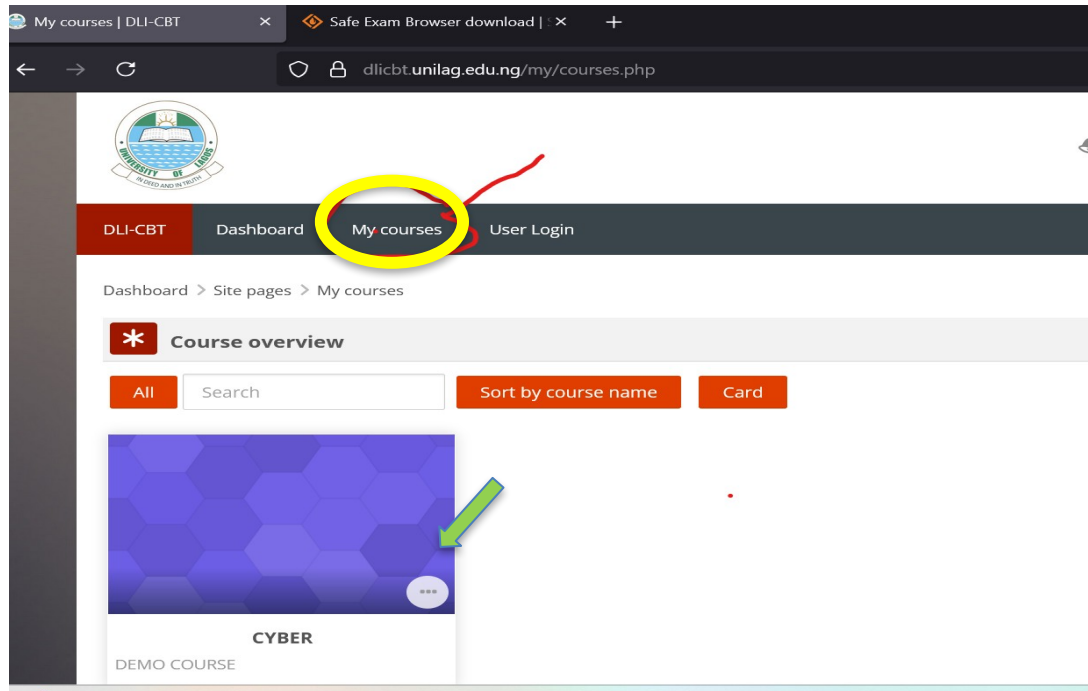 My courses | DLI-CBT
Safe Exam Browser download |
dlicbt.unilag.edu.ng/my/courses.php
UNIVERSITY OF LAGOS
IN DEED AND IN TRUTH
DLI-CBT Dashboard My courses User Login
Dashboard > Site pages > My courses
Course overview
All Search Sort by course name Card
CYBER
DEMO COURSE